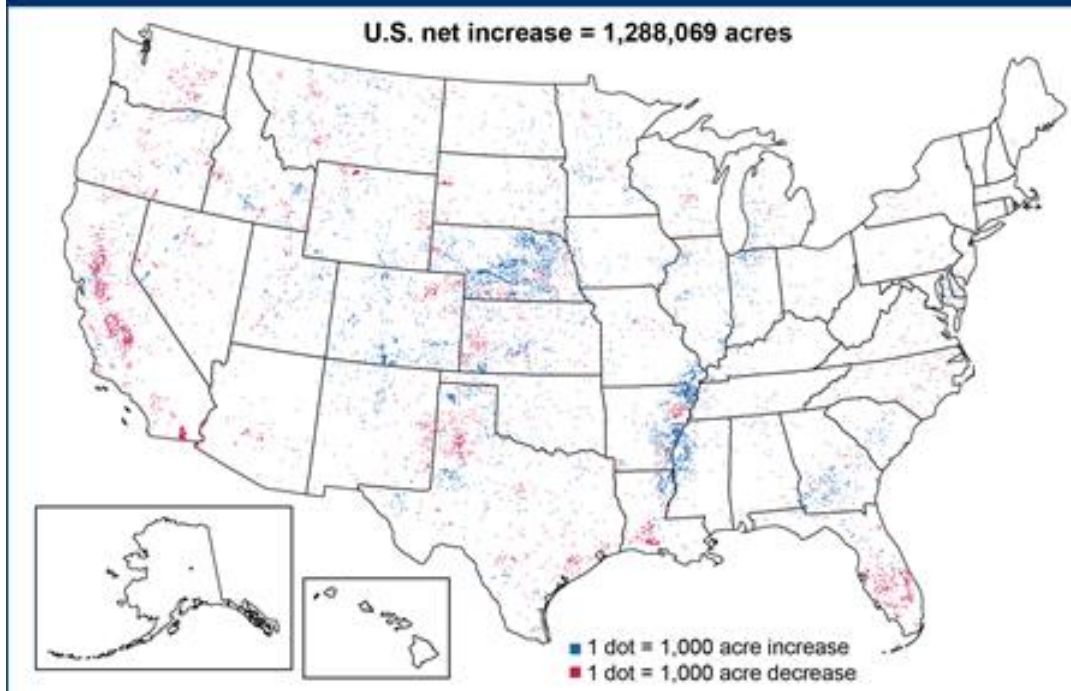 U.S. net increase = 1,288,069 acres
1 dot = 1,000 acre increase
1 dot = 1,000 acre decrease